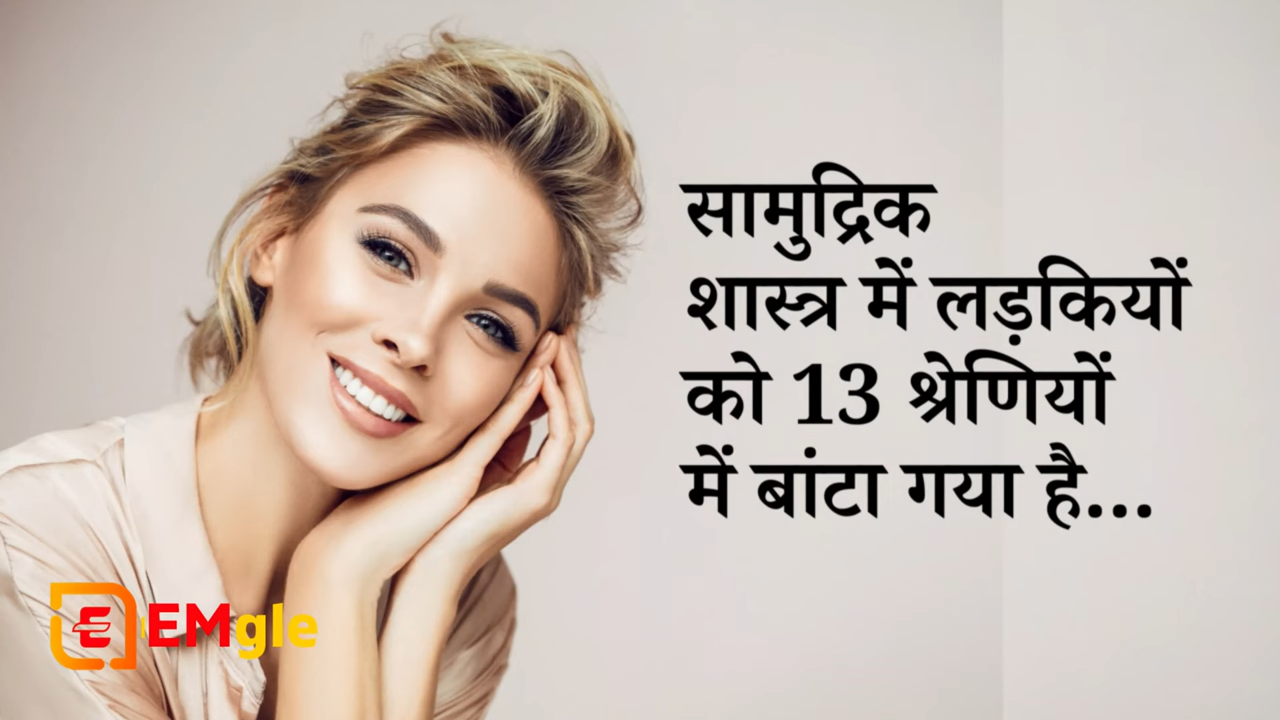 सामुद्रिक
शास्त्र में लड़कियों
को 13 श्रेणियों
में बांटा गया है...
E EMgle